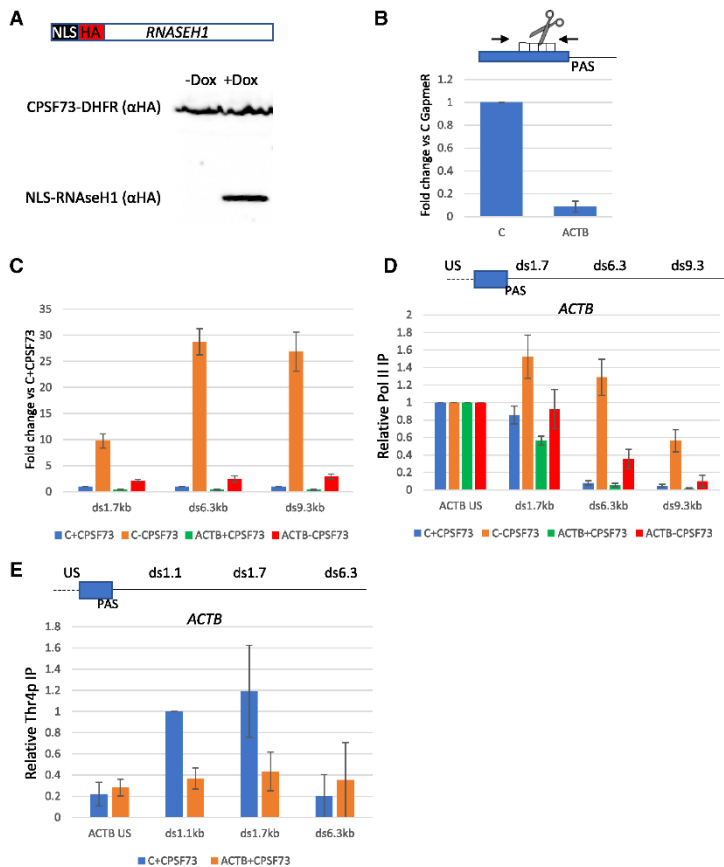 A
NLS HA RNASEH1
-Dox +Dox
CPSF73-DHFR (αHA)
NLS-RNAseH1 (αHA)
B
PAS
Fold change vs C GapmeR
1.2
1
0.8
0.6
0.4
0.2
0
C ACTB
C
Fold change vs C+CPSF73
35
30
25
20
15
10
5
0
ds1.7kb ds6.3kb ds9.3kb
C+CPSF73 C-CPSF73 ACTB+CPSF73 ACTB-CPSF73
D
US ds1.7 ds6.3 ds9.3
PAS
ACTB
Relative Pol II IP
2
1.8
1.6
1.4
1.2
1
0.8
0.6
0.4
0.2
0
ACTB US ds1.7kb ds6.3kb ds9.3kb
C+CPSF73 C-CPSF73 ACTB+CPSF73 ACTB-CPSF73
E
US ds1.1 ds1.7 ds6.3
PAS
ACTB
Relative Thr4p IP
1.8
1.6
1.4
1.2
1
0.8
0.6
0.4
0.2
0
ACTB US ds1.1kb ds1.7kb ds6.3kb
C+CPSF73 ACTB+CPSF73